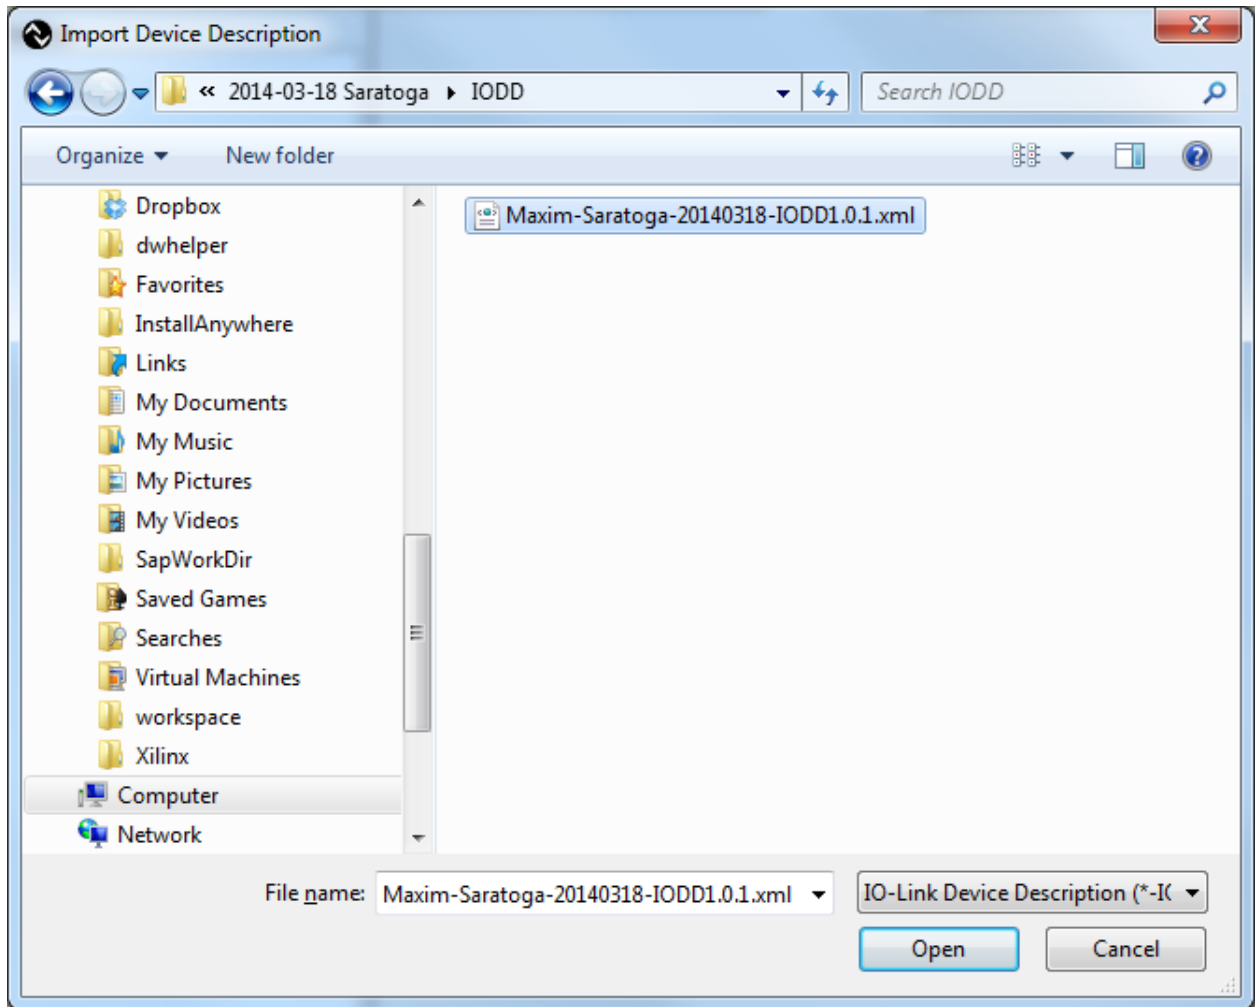 Import Device Description
« 2014-03-18 Saratoga ▸ IODD
Search IODD
Organize
New folder
Dropbox
dwhelper
Favorites
InstallAnywhere
Links
My Documents
My Music
My Pictures
My Videos
SapWorkDir
Saved Games
Searches
Virtual Machines
workspace
Xilinx
Computer
Network
Maxim-Saratoga-20140318-IODD1.0.1.xml
File name: Maxim-Saratoga-20140318-IODD1.0.1.xml
IO-Link Device Description (*-I(
Open
Cancel